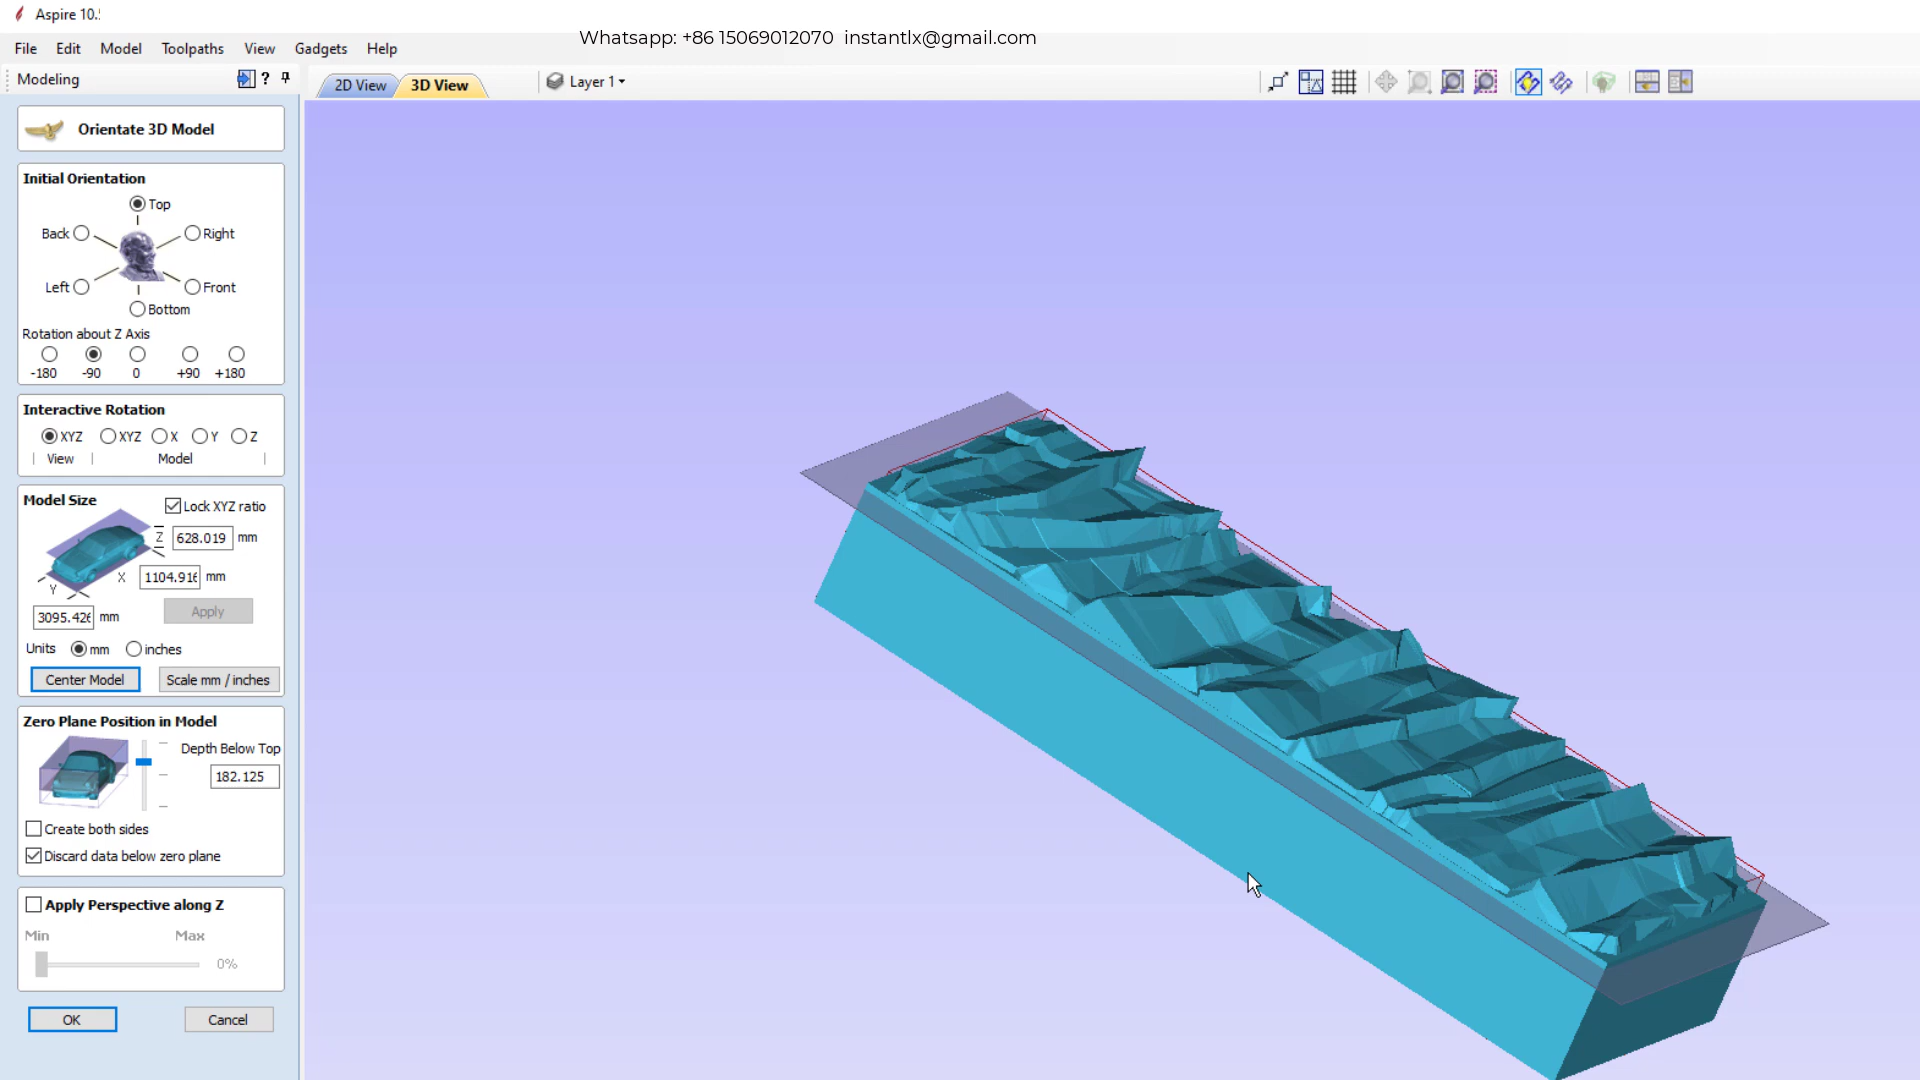 Aspire 10.5
Whatsapp: +86 15069012070 instantlx@gmail.com
File Edit Model Toolpaths View Gadgets Help
Modeling ?
2D View 3D View Layer 1
Orientate 3D Model
Initial Orientation
Top
Back Right
Left Front
Bottom
Rotation about Z Axis
-180 -90 0 +90 +180
Interactive Rotation
XYZ XYZ X Y Z
View Model
Model Size
Lock XYZ ratio
Z 628.019 mm
X 1104.916 mm
Y
3095.426 mm Apply
Units mm inches
Center Model Scale mm / inches
Zero Plane Position in Model
Depth Below Top
182.125
Create both sides
Discard data below zero plane
Apply Perspective along Z
Min Max
0%
OK Cancel